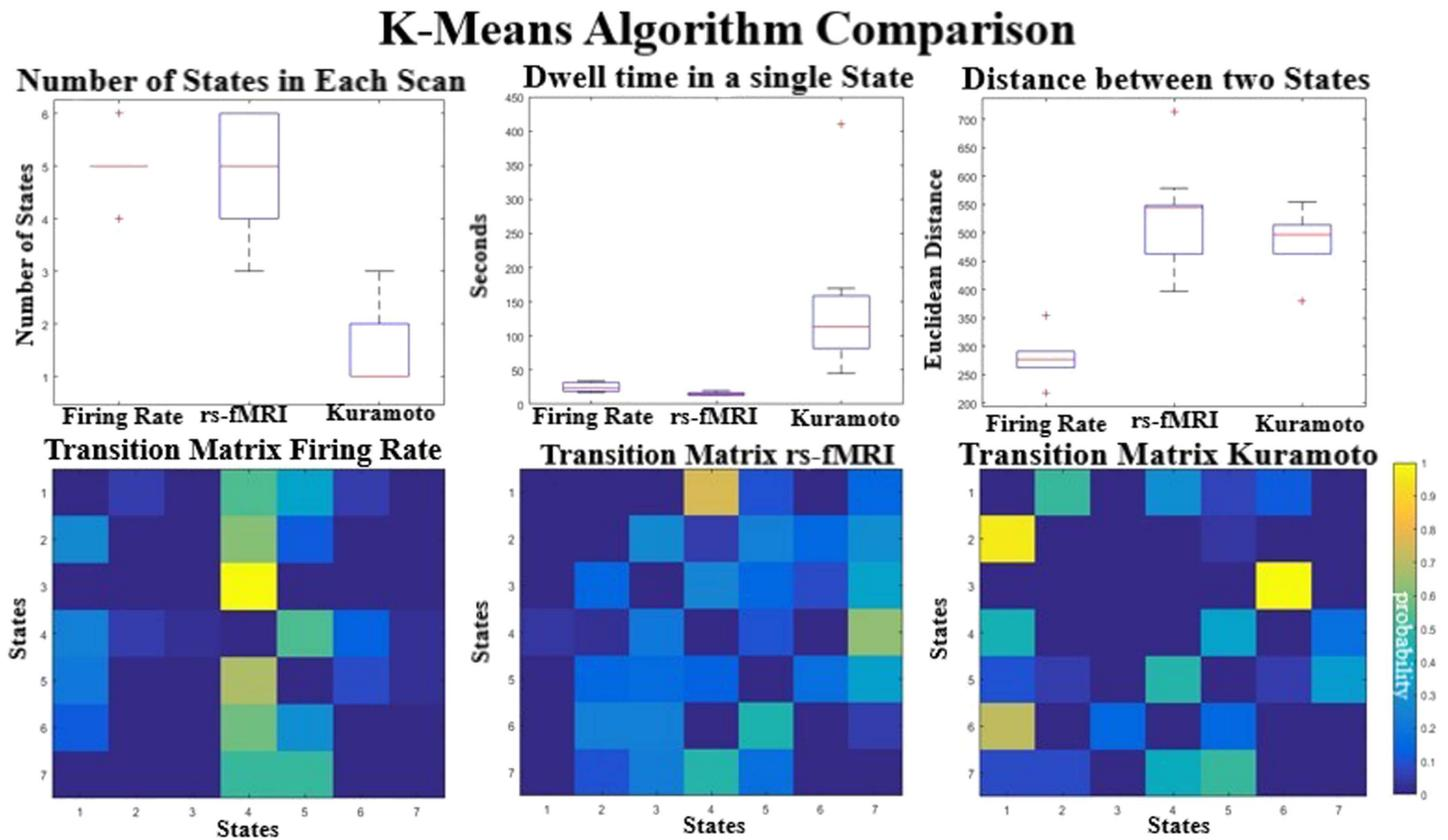 K-Means Algorithm Comparison
Number of States in Each Scan
Dwell time in a single State
Distance between two States
Number of States
6
5
4
3
2
1
Firing Rate
rs-fMRI
Kuramoto
Seconds
450
400
350
300
250
200
150
100
50
0
Firing Rate
rs-fMRI
Kuramoto
Euclidean Distance
700
650
600
550
500
450
400
350
300
250
200
Firing Rate
rs-fMRI
Kuramoto
Transition Matrix Firing Rate
Transition Matrix rs-fMRI
Transition Matrix Kuramoto
States
1
2
3
4
5
6
7
1 2 3 4 5 6 7
States
States
1
2
3
4
5
6
7
1 2 3 4 5 6 7
States
States
1
2
3
4
5
6
7
1 2 3 4 5 6 7
States
1
0.9
0.8
0.7
0.6
0.5
0.4
0.3
0.2
0.1
0
probability